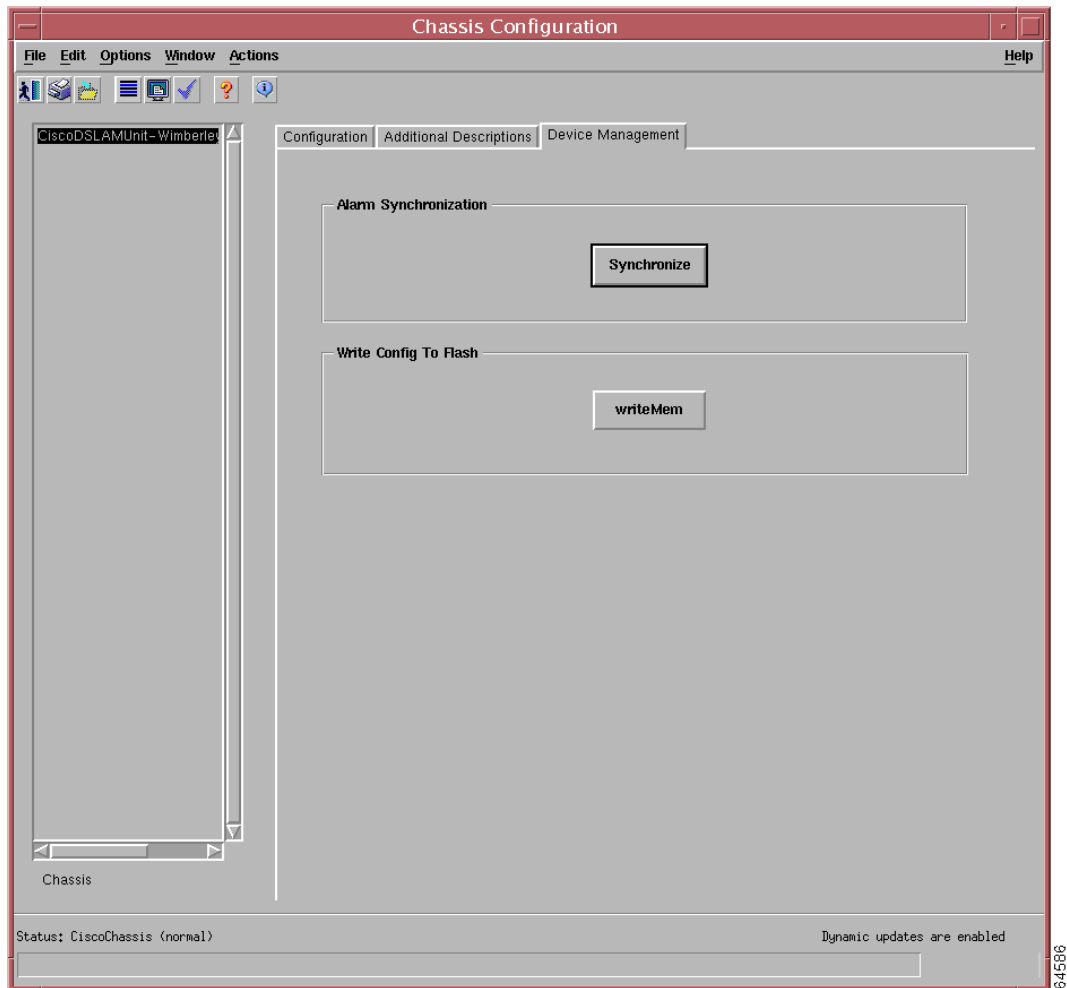 Chassis Configuration
File Edit Options Window Actions Help
CiscoDSLAMUnit-Wimberley
Configuration Additional Descriptions Device Management
Alarm Synchronization
Synchronize
Write Config To Flash
writeMem
Chassis
Status: CiscoChassis (normal) Dynamic updates are enabled
64586